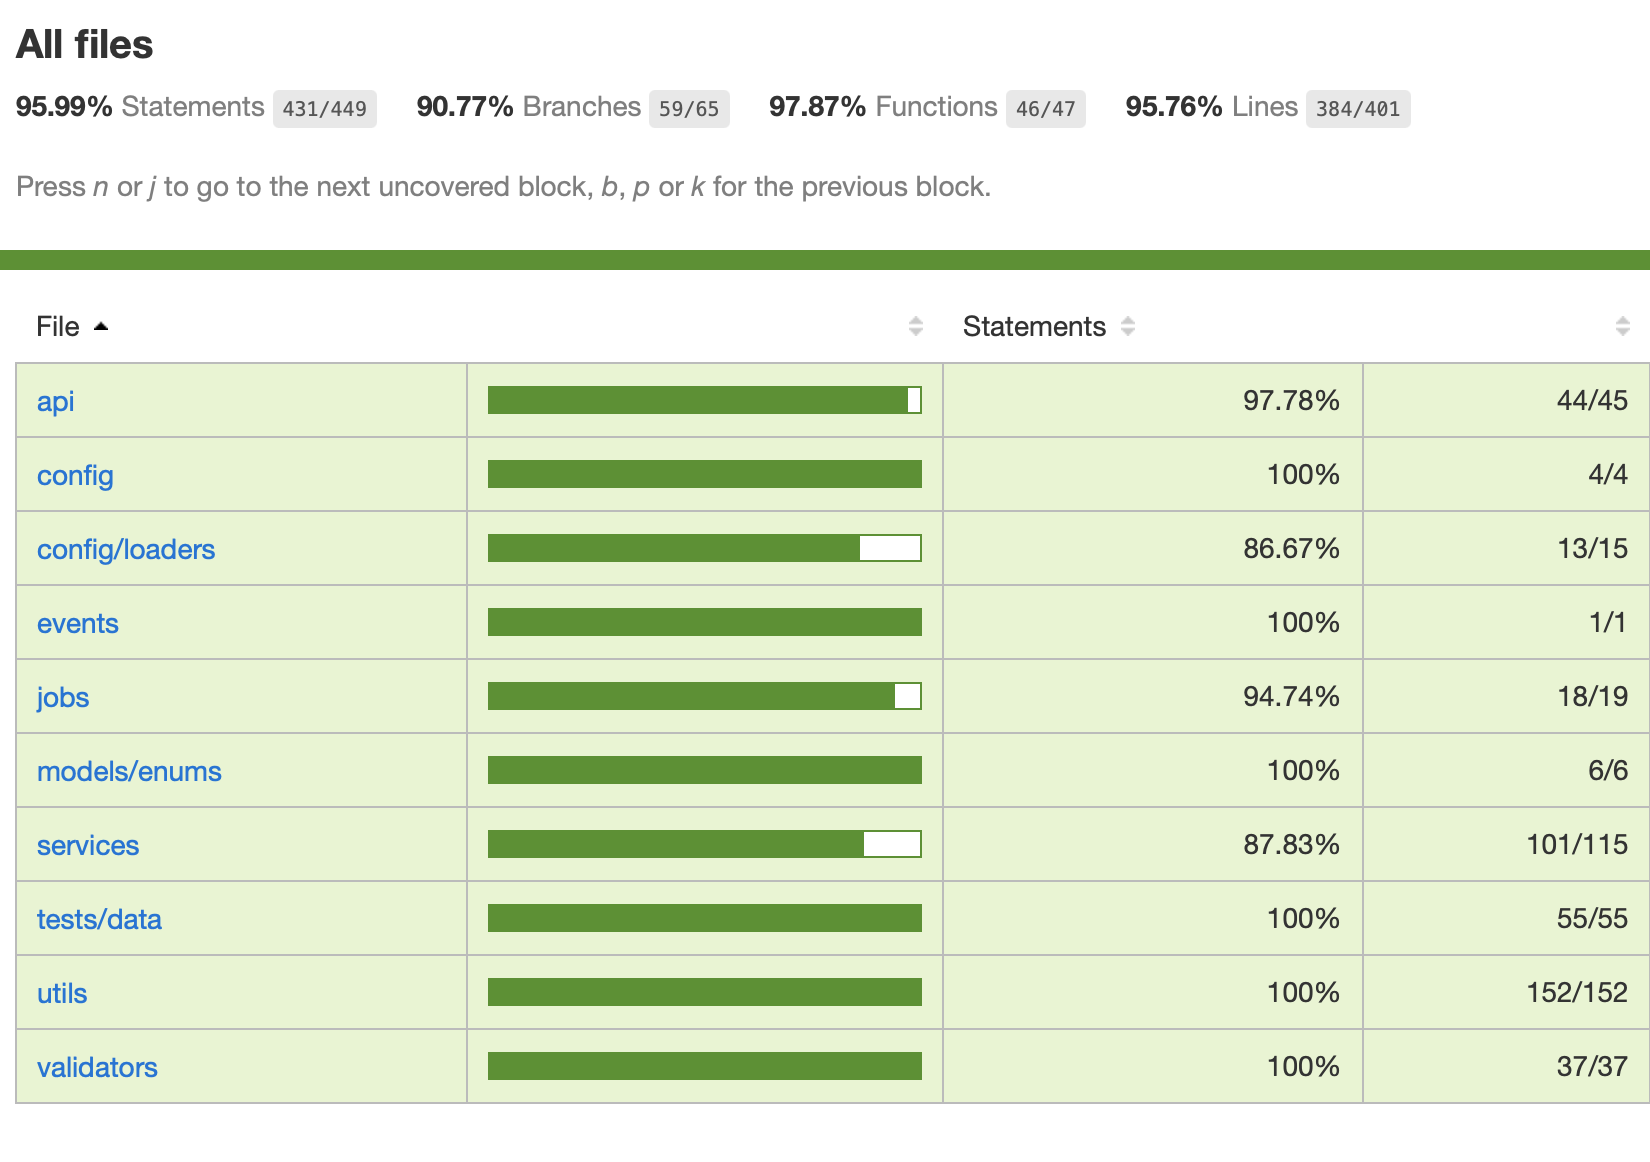 All files
95.99% Statements 431/449 90.77% Branches 59/65 97.87% Functions 46/47 95.76% Lines 384/401
Press n or j to go to the next uncovered block, b, p or k for the previous block.
File Statements
api 97.78% 44/45
config 100% 4/4
config/loaders 86.67% 13/15
events 100% 1/1
jobs 94.74% 18/19
models/enums 100% 6/6
services 87.83% 101/115
tests/data 100% 55/55
utils 100% 152/152
validators 100% 37/37